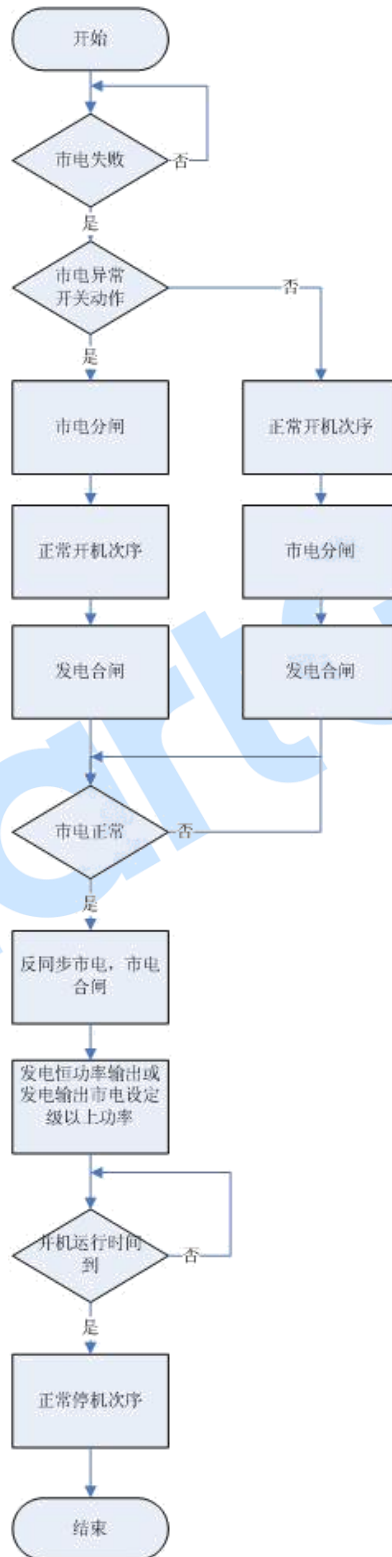 开始
市电失败
否
是
市电异常
开关动作
否
是
市电分闸
正常开机次序
正常开机次序
市电分闸
发电合闸
发电合闸
市电正常
否
是
反同步市电，市电
合闸
发电恒功率输出或
发电输出市电设定
级以上功率
开机运行时间
到
否
是
正常停机次序
结束